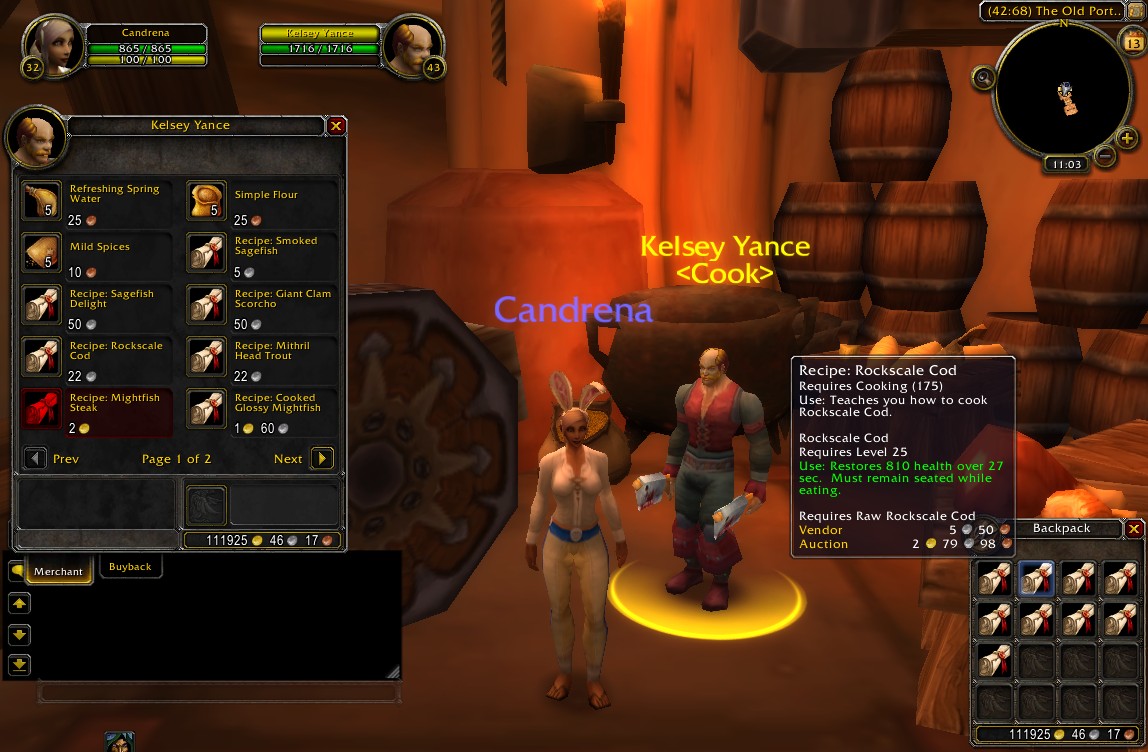 Candrena
865 / 865
100 / 100
32
Kelsey Yance
1716 / 1716
43
(42:68) The Old Port..
N
13
11:03
Kelsey Yance
Refreshing Spring
Water
5
25
Simple Flour
5
25
Mild Spices
5
10
Recipe: Smoked
Sagefish
5
Recipe: Sagefish
Delight
50
Recipe: Giant Clam
Scorcho
50
Recipe: Rockscale
Cod
22
Recipe: Mithril
Head Trout
22
Recipe: Mightfish
Steak
2
Recipe: Cooked
Glossy Mightfish
1 60
Prev
Page 1 of 2
Next
111925 46 17
Merchant
Buyback
Kelsey Yance
<Cook>
Candrena
Recipe: Rockscale Cod
Requires Cooking (175)
Use: Teaches you how to cook
Rockscale Cod.
Rockscale Cod
Requires Level 25
Use: Restores 810 health over 27
sec. Must remain seated while
eating.
Requires Raw Rockscale Cod
Vendor 5 50
Auction 2 79 98
Backpack
111925 46 17